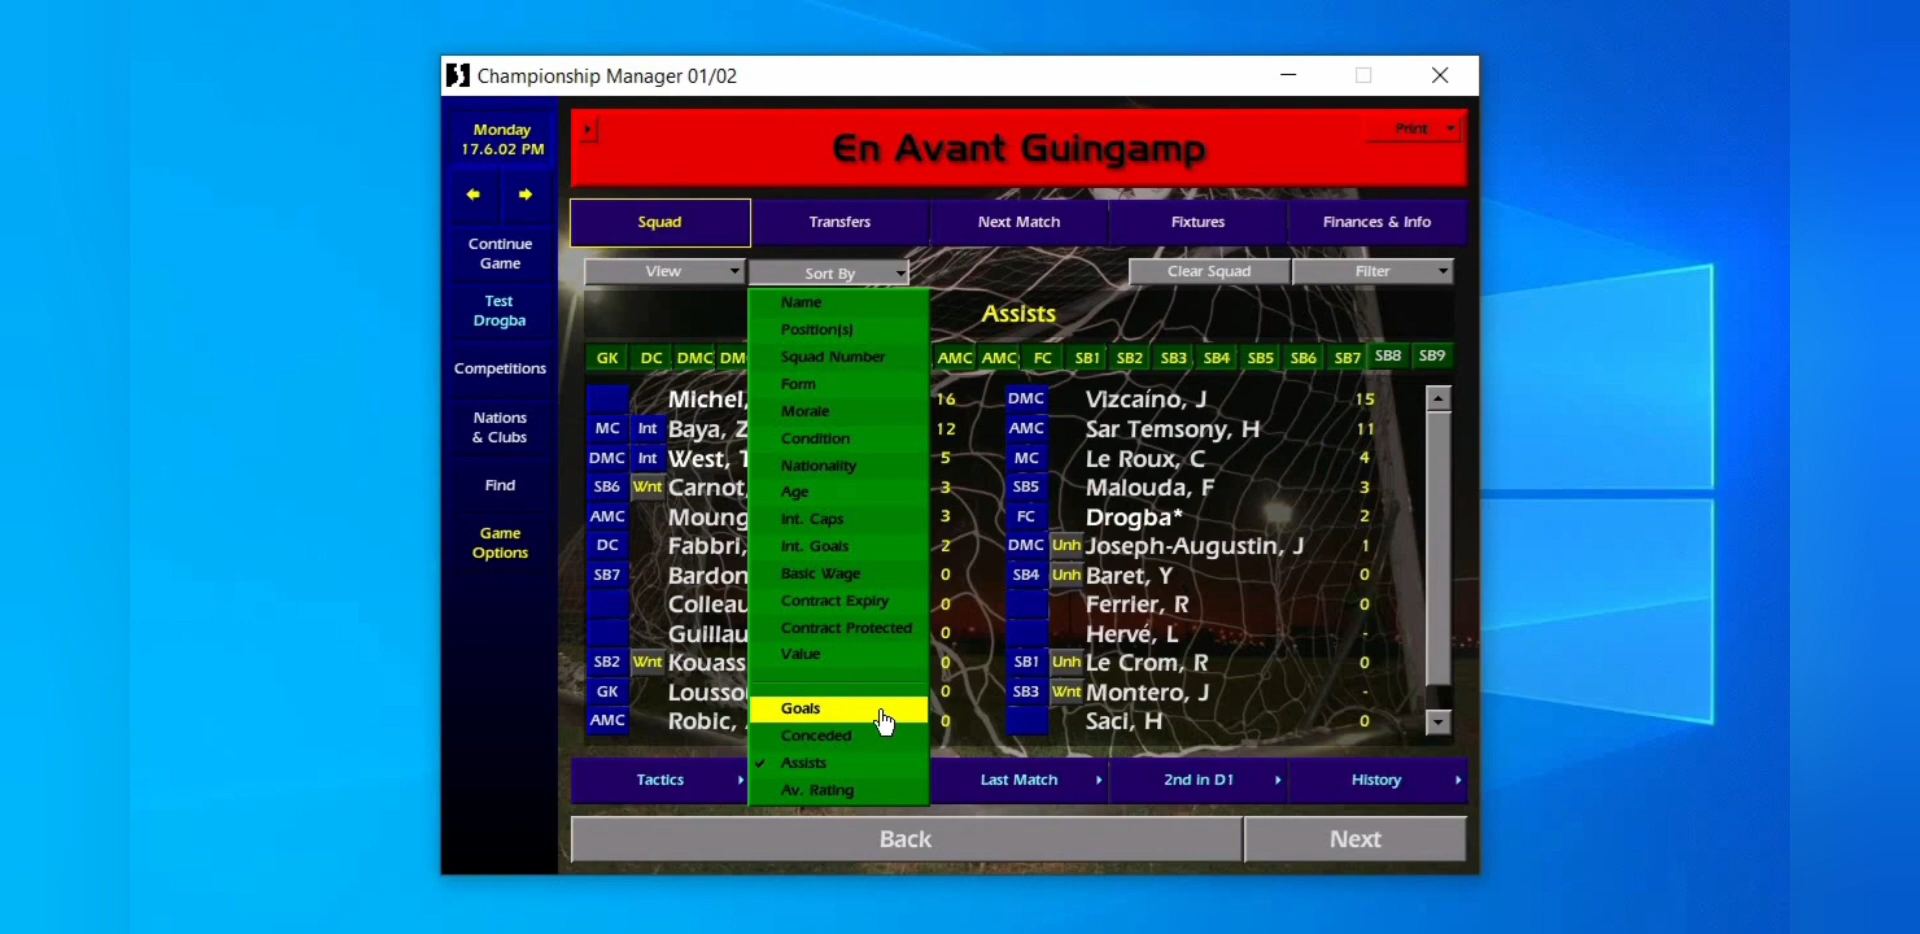 Championship Manager 01/02
Monday
17.6.02 PM
Continue
Game
Test
Drogba
Competitions
Nations
& Clubs
Find
Game
Options
Print
En Avant Guingamp
Squad Transfers Next Match Fixtures Finances & Info
View Sort By Clear Squad Filter
Assists
Name
Position(s)
Squad Number
Form
Morale
Condition
Nationality
Age
Int. Caps
Int. Goals
Basic Wage
Contract Expiry
Contract Protected
Value
Goals
Conceded
Assists
Av. Rating
GK DC DMC DM AMC AMC FC SB1 SB2 SB3 SB4 SB5 SB6 SB7 SB8 SB9
Michel, 16 DMC Vizcaíno, J 15
MC Int Baya, Z 12 AMC Sar Temsony, H 11
DMC Int West, T 5 MC Le Roux, C 4
SB6 Wnt Carnot, 3 SB5 Malouda, F 3
AMC Moung 3 FC Drogba* 2
DC Fabbri, 2 DMC Unh Joseph-Augustin, J 1
SB7 Bardon 0 SB4 Unh Baret, Y 0
Colleau 0 Ferrier, R 0
Guillau 0 Hervé, L -
SB2 Wnt Kouass 0 SB1 Unh Le Crom, R 0
GK Lousso 0 SB3 Wnt Montero, J -
AMC Robic, 0 Saci, H 0
Tactics Last Match 2nd in D1 History
Back Next